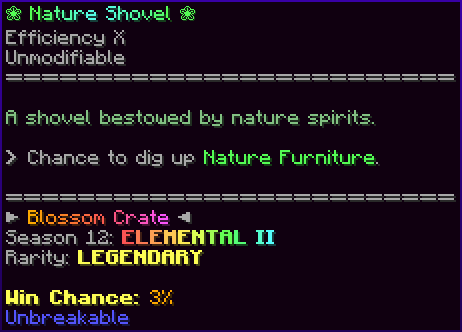 ❀ Nature Shovel ❀
Efficiency X
Unmodifiable
A shovel bestowed by nature spirits.
> Chance to dig up Nature Furniture.
► Blossom Crate ◄
Season 12: ELEMENTAL II
Rarity: LEGENDARY
Win Chance: 3%
Unbreakable